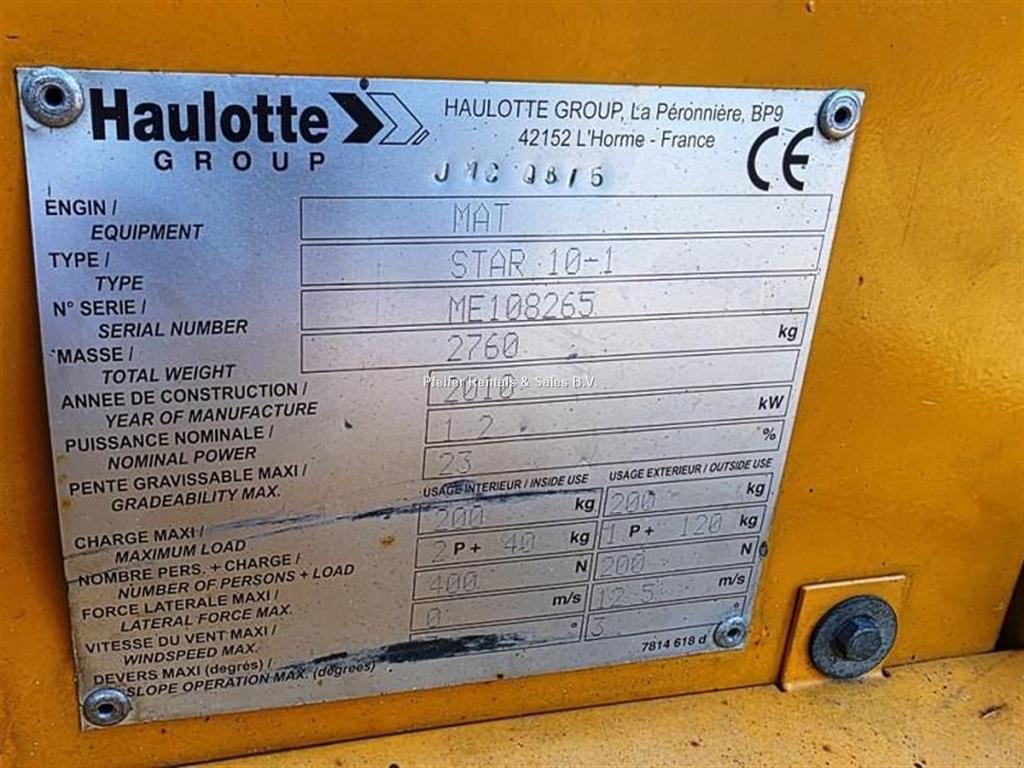 Haulotte
GROUP
HAULOTTE GROUP, La Péronnière, BP9
42152 L'Horme - France
CE
ENGIN /
EQUIPMENT
MAT
TYPE /
TYPE
STAR 10-1
N° SERIE /
SERIAL NUMBER
ME108265
MASSE /
TOTAL WEIGHT
2760 kg
ANNEE DE CONSTRUCTION /
YEAR OF MANUFACTURE
2010
Pfeifer Rentals & Sales B.V.
PUISSANCE NOMINALE /
NOMINAL POWER
1.2 kW
PENTE GRAVISSABLE MAXI /
GRADEABILITY MAX.
23 %
USAGE INTERIEUR / INSIDE USE USAGE EXTERIEUR / OUTSIDE USE
CHARGE MAXI /
MAXIMUM LOAD
200 kg 200 kg
NOMBRE PERS. + CHARGE /
NUMBER OF PERSONS + LOAD
2 P + 40 kg 1 P + 120 kg
FORCE LATERALE MAXI /
LATERAL FORCE MAX.
400 N 200 N
VITESSE DU VENT MAXI /
WINDSPEED MAX.
0 m/s 12.5 m/s
DEVERS MAXI (degrés) /
SLOPE OPERATION MAX. (degrees)
° 3 °
7814 618 d